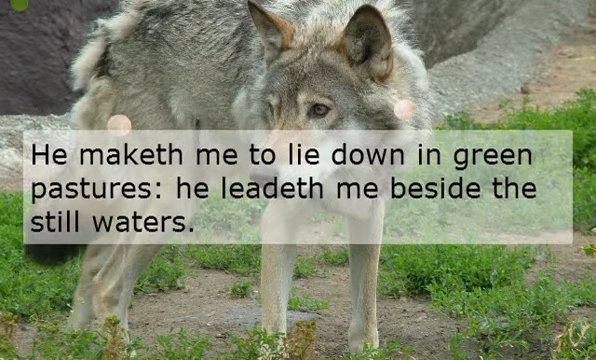 He maketh me to lie down in green
pastures: he leadeth me beside the
still waters.